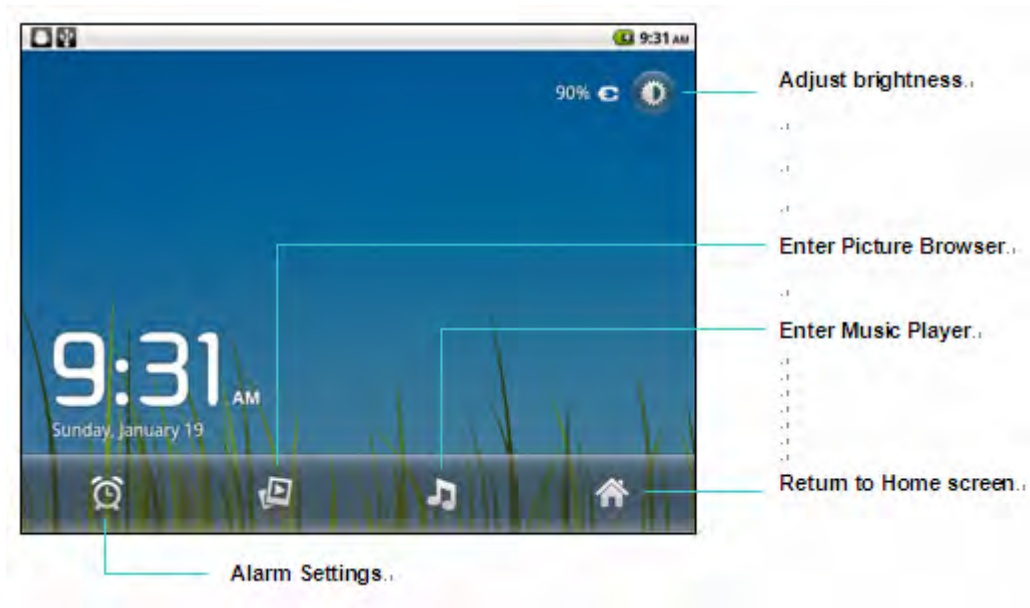 9:31 AM
90%
Adjust brightness.
Enter Picture Browser.
Enter Music Player.
9:31 AM
Sunday, January 19
Return to Home screen.
Alarm Settings.